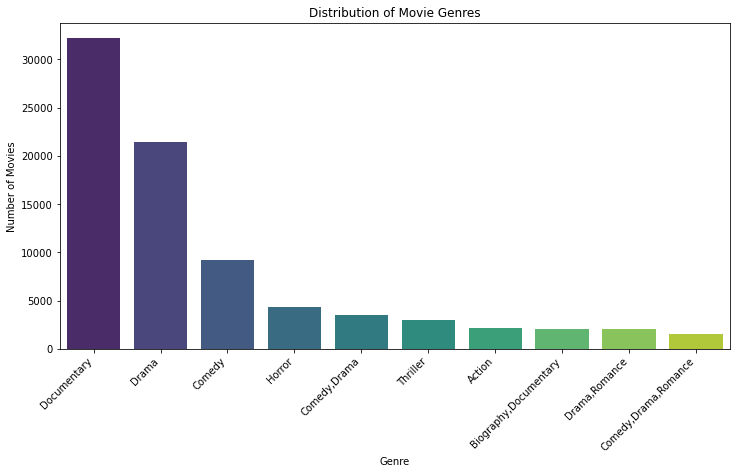 Distribution of Movie Genres
Number of Movies
30000
25000
20000
15000
10000
5000
0
Documentary
Drama
Comedy
Horror
Comedy,Drama
Thriller
Action
Biography,Documentary
Drama,Romance
Comedy,Drama,Romance
Genre